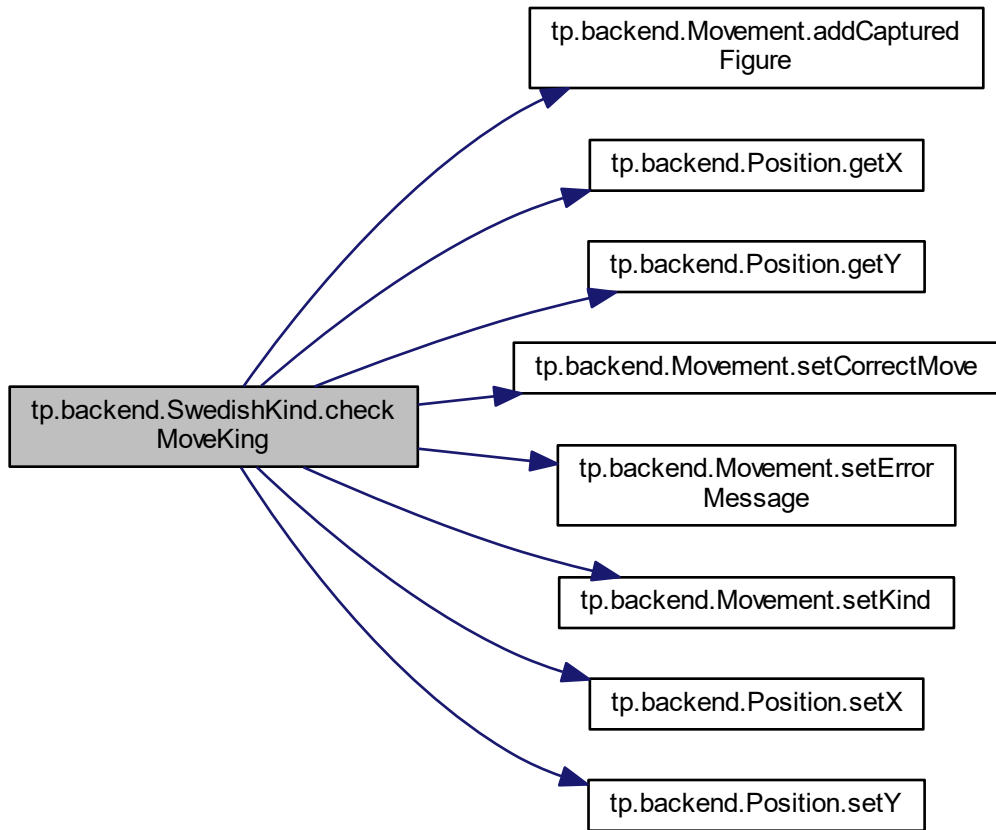 tp.backend.Movement.addCaptured
Figure
tp.backend.Position.getX
tp.backend.Position.getY
tp.backend.Movement.setCorrectMove
tp.backend.SwedishKind.check
MoveKing
tp.backend.Movement.setError
Message
tp.backend.Movement.setKind
tp.backend.Position.setX
tp.backend.Position.setY